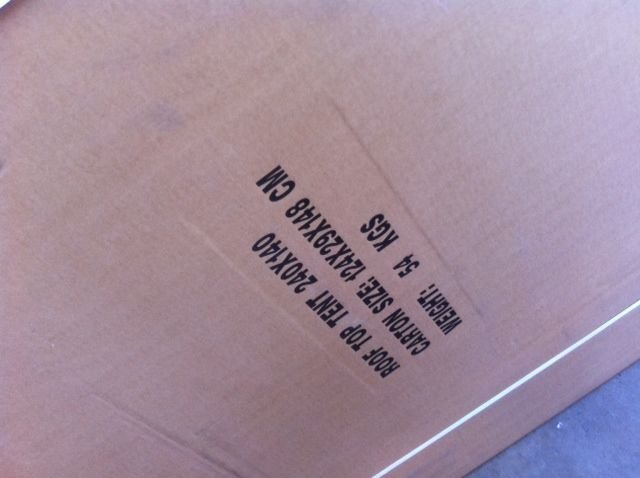 ROOF TOP TENT 240X140
CARTON SIZE: 124X29X148 CM
WEIGHT: 54 KGS